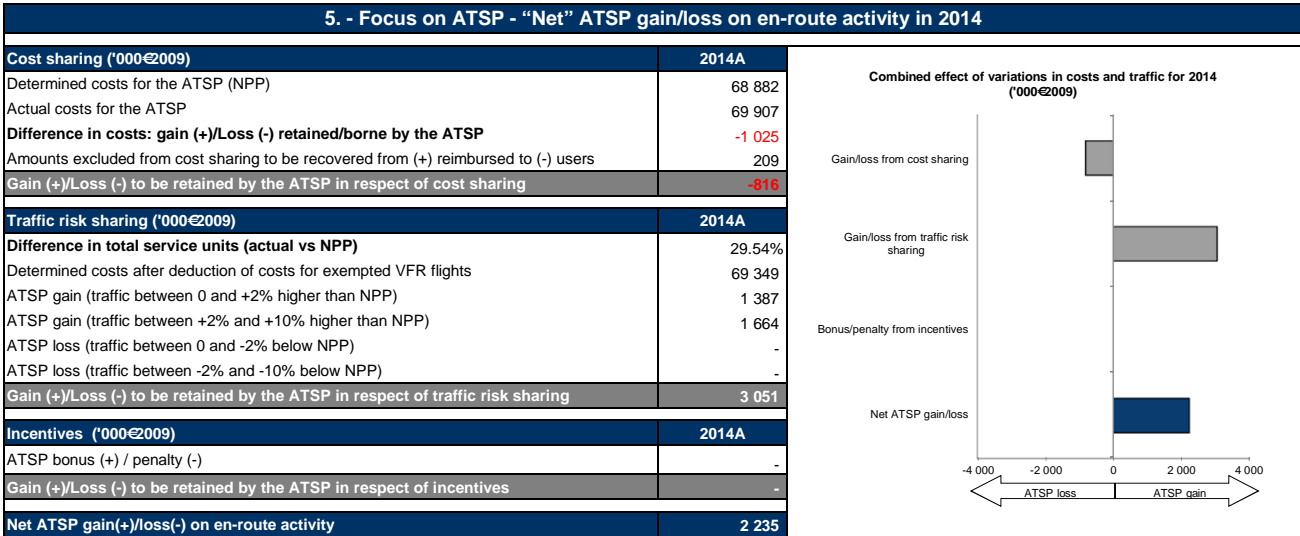 5. - Focus on ATSP - “Net” ATSP gain/loss on en-route activity in 2014
Cost sharing ('000€2009) 2014A
Determined costs for the ATSP (NPP) 68 882
Actual costs for the ATSP 69 907
Difference in costs: gain (+)/Loss (-) retained/borne by the ATSP -1 025
Amounts excluded from cost sharing to be recovered from (+) reimbursed to (-) users 209
Gain (+)/Loss (-) to be retained by the ATSP in respect of cost sharing -816
Traffic risk sharing ('000€2009) 2014A
Difference in total service units (actual vs NPP) 29.54%
Determined costs after deduction of costs for exempted VFR flights 69 349
ATSP gain (traffic between 0 and +2% higher than NPP) 1 387
ATSP gain (traffic between +2% and +10% higher than NPP) 1 664
ATSP loss (traffic between 0 and -2% below NPP) -
ATSP loss (traffic between -2% and -10% below NPP) -
Gain (+)/Loss (-) to be retained by the ATSP in respect of traffic risk sharing 3 051
Incentives ('000€2009) 2014A
ATSP bonus (+) / penalty (-) -
Gain (+)/Loss (-) to be retained by the ATSP in respect of incentives -
Net ATSP gain(+)/loss(-) on en-route activity 2 235
Combined effect of variations in costs and traffic for 2014
('000€2009)
Gain/loss from cost sharing
Gain/loss from traffic risk
sharing
Bonus/penalty from incentives
Net ATSP gain/loss
-4 000 -2 000 0 2 000 4 000
ATSP loss ATSP gain